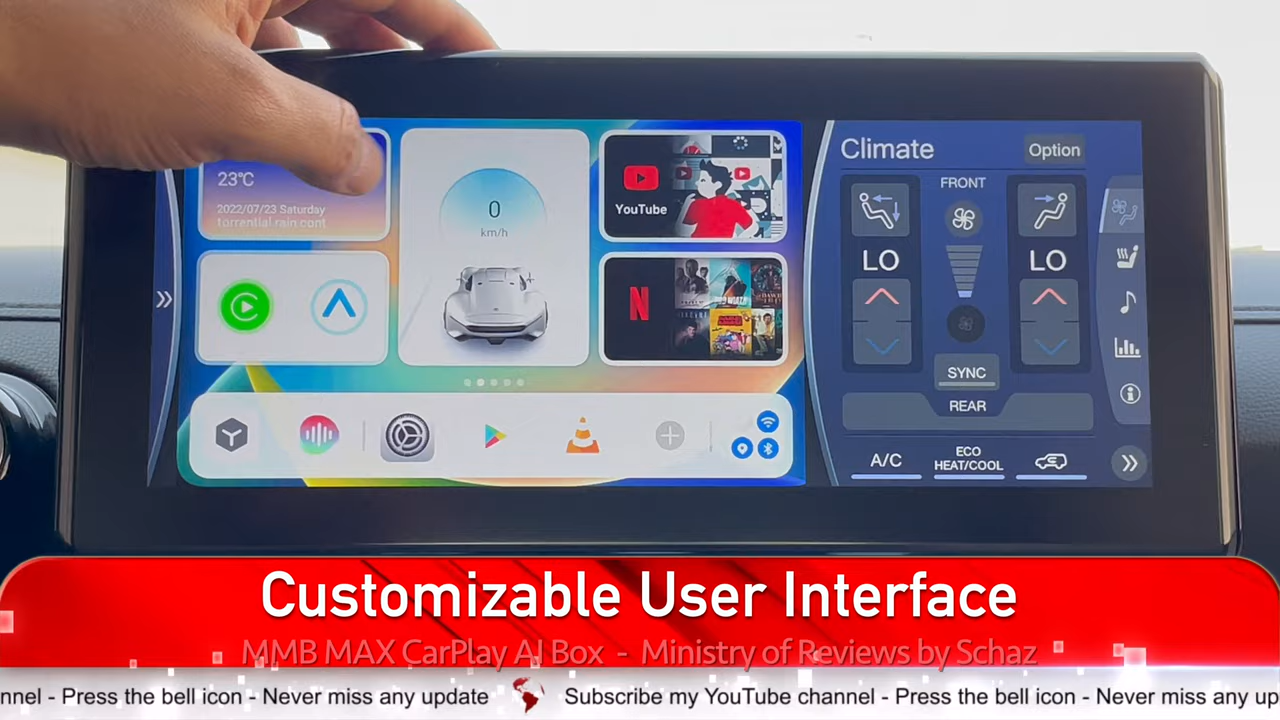 23℃
2022/07/23 Saturday
torrential rain cont
0
km/h
YouTube
N
Climate
Option
FRONT
LO
LO
SYNC
REAR
A/C
ECO
HEAT/COOL
Customizable User Interface
MMB MAX CarPlay AI Box - Ministry of Reviews by Schaz
nnel - Press the bell icon - Never miss any update
Subscribe my YouTube channel - Press the bell icon - Never miss any up